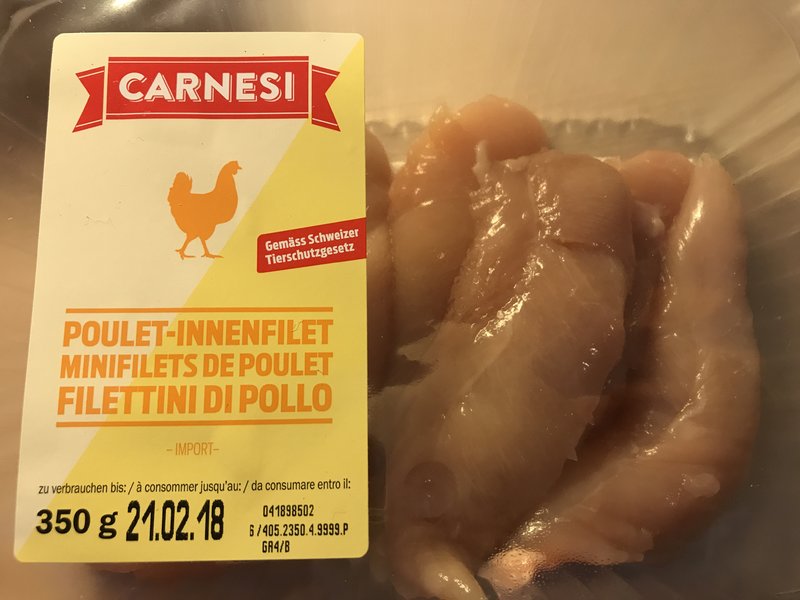 CARNESI
Gemäss Schweizer
Tierschutzgesetz
POULET-INNENFILET
MINIFILETS DE POULET
FILETTINI DI POLLO
– IMPORT–
zu verbrauchen bis: / à consommer jusqu'au: / da consumare entro il:
350 g 21.02.18
041898502
6/405.2350.4.9999.P
GR4/B